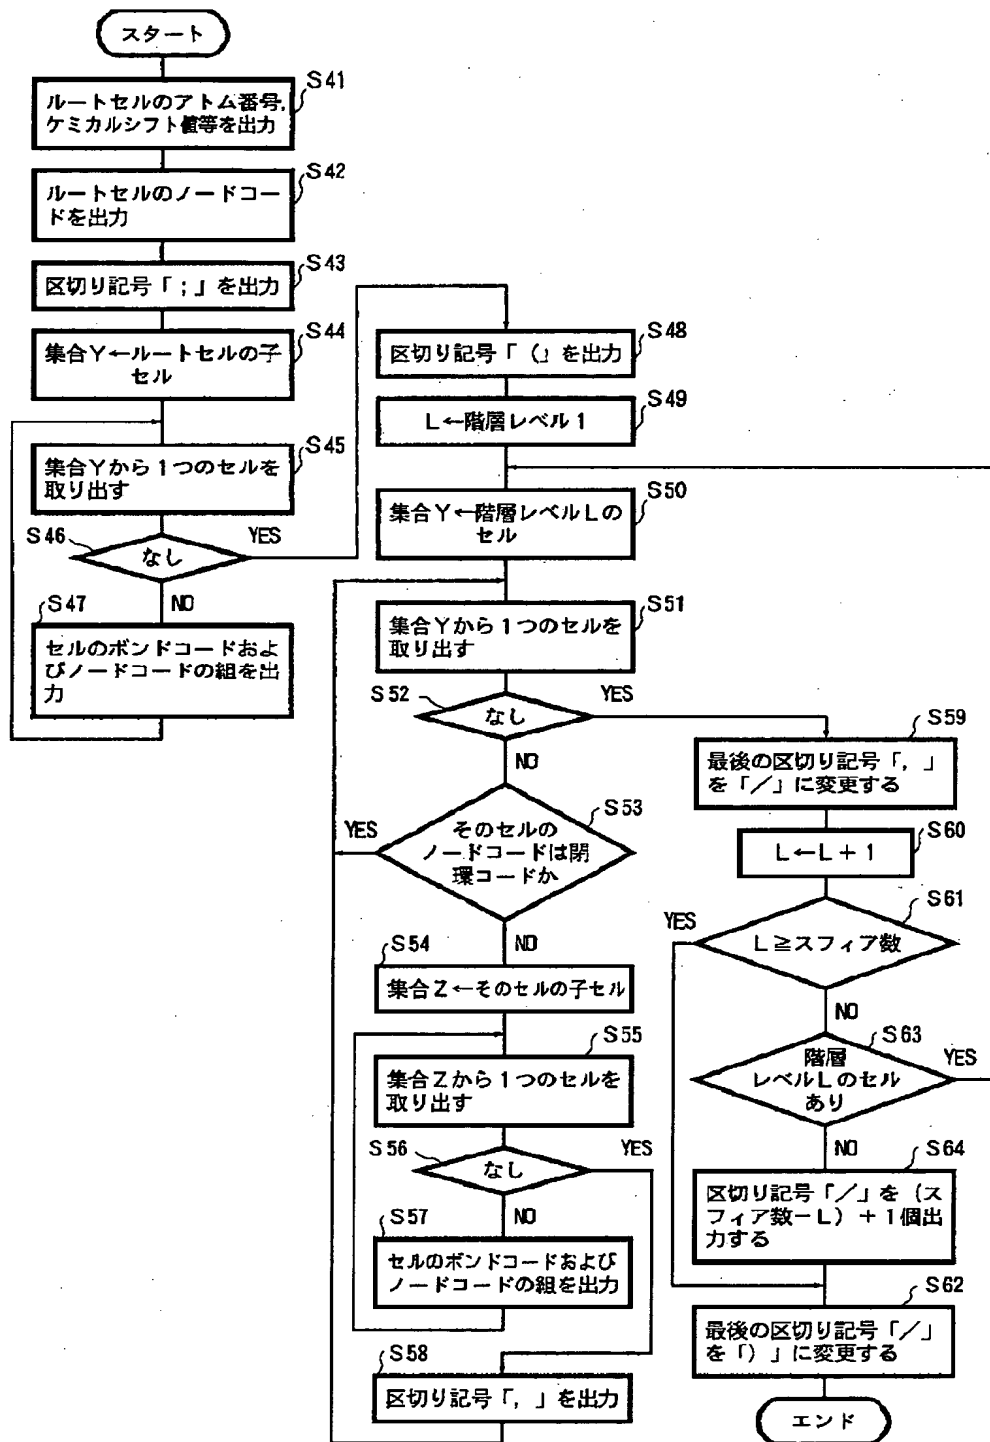 スタート
S41
ルートセルのアトム番号,
ケミカルシフト値等を出力
S42
ルートセルのノードコー
ドを出力
S43
区切り記号「；」を出力
S44
集合Y←ルートセルの子
セル
S45
集合Yから1つのセルを
取り出す
S46
なし
YES
NO
S47
セルのボンドコードおよ
びノードコードの組を出
力
S48
区切り記号「（」を出力
S49
L←階層レベル1
S50
集合Y←階層レベルLの
セル
S51
集合Yから1つのセルを
取り出す
S52
なし
YES
NO
S53
そのセルの
ノードコードは閉
環コードか
YES
NO
S54
集合Z←そのセルの子セル
S55
集合Zから1つのセルを
取り出す
S56
なし
YES
NO
S57
セルのボンドコードおよび
ノードコードの組を出力
S58
区切り記号「，」を出力
S59
最後の区切り記号「，」
を「／」に変更する
S60
L←L＋1
S61
L≧スフィア数
YES
NO
S63
階層
レベルLのセル
あり
YES
NO
S64
区切り記号「／」を（ス
フィア数－L）＋1個出
力する
S62
最後の区切り記号「／」
を「）」に変更する
エンド